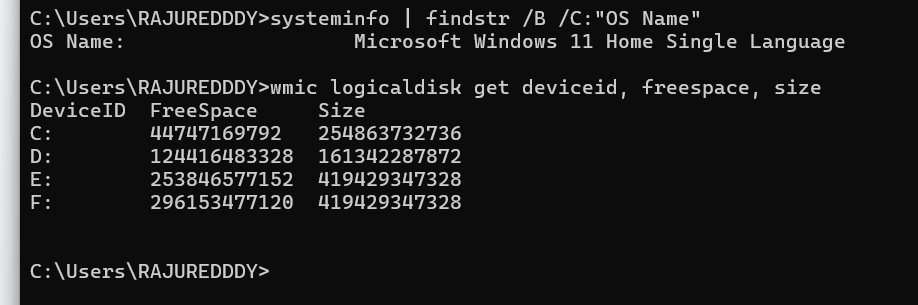 C:\Users\RAJUREDDDY>systeminfo | findstr /B /C:"OS Name"
OS Name:                   Microsoft Windows 11 Home Single Language
C:\Users\RAJUREDDDY>wmic logicaldisk get deviceid, freespace, size
DeviceID  FreeSpace     Size
C:        44747169792   254863732736
D:        124416483328  161342287872
E:        253846577152  419429347328
F:        296153477120  419429347328
C:\Users\RAJUREDDDY>